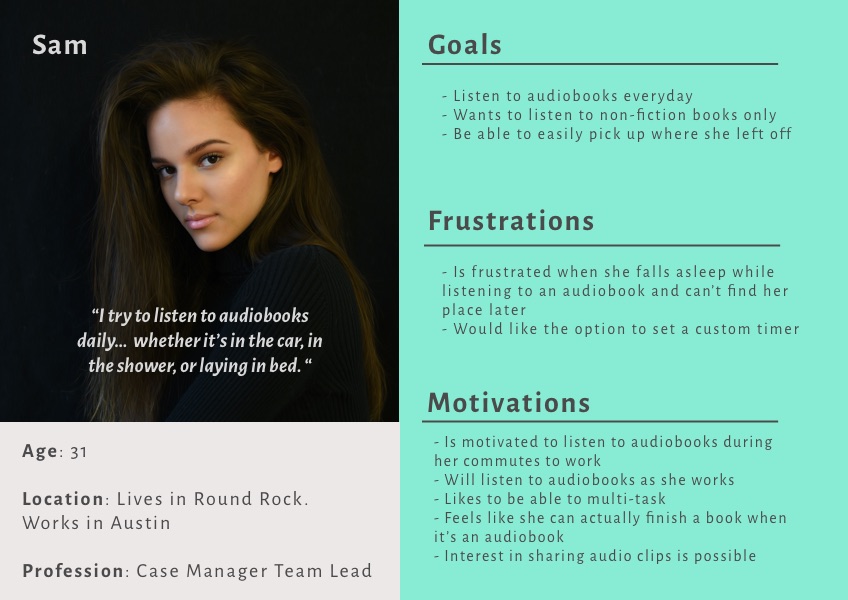 Sam
“I try to listen to audiobooks
daily... whether it’s in the car, in
the shower, or laying in bed. “
Age: 31
Location: Lives in Round Rock.
Works in Austin
Profession: Case Manager Team Lead
Goals
- Listen to audiobooks everyday
- Wants to listen to non-fiction books only
- Be able to easily pick up where she left off
Frustrations
- Is frustrated when she falls asleep while
listening to an audiobook and can’t find her
place later
- Would like the option to set a custom timer
Motivations
- Is motivated to listen to audiobooks during
her commutes to work
- Will listen to audiobooks as she works
- Likes to be able to multi-task
- Feels like she can actually finish a book when
it’s an audiobook
- Interest in sharing audio clips is possible